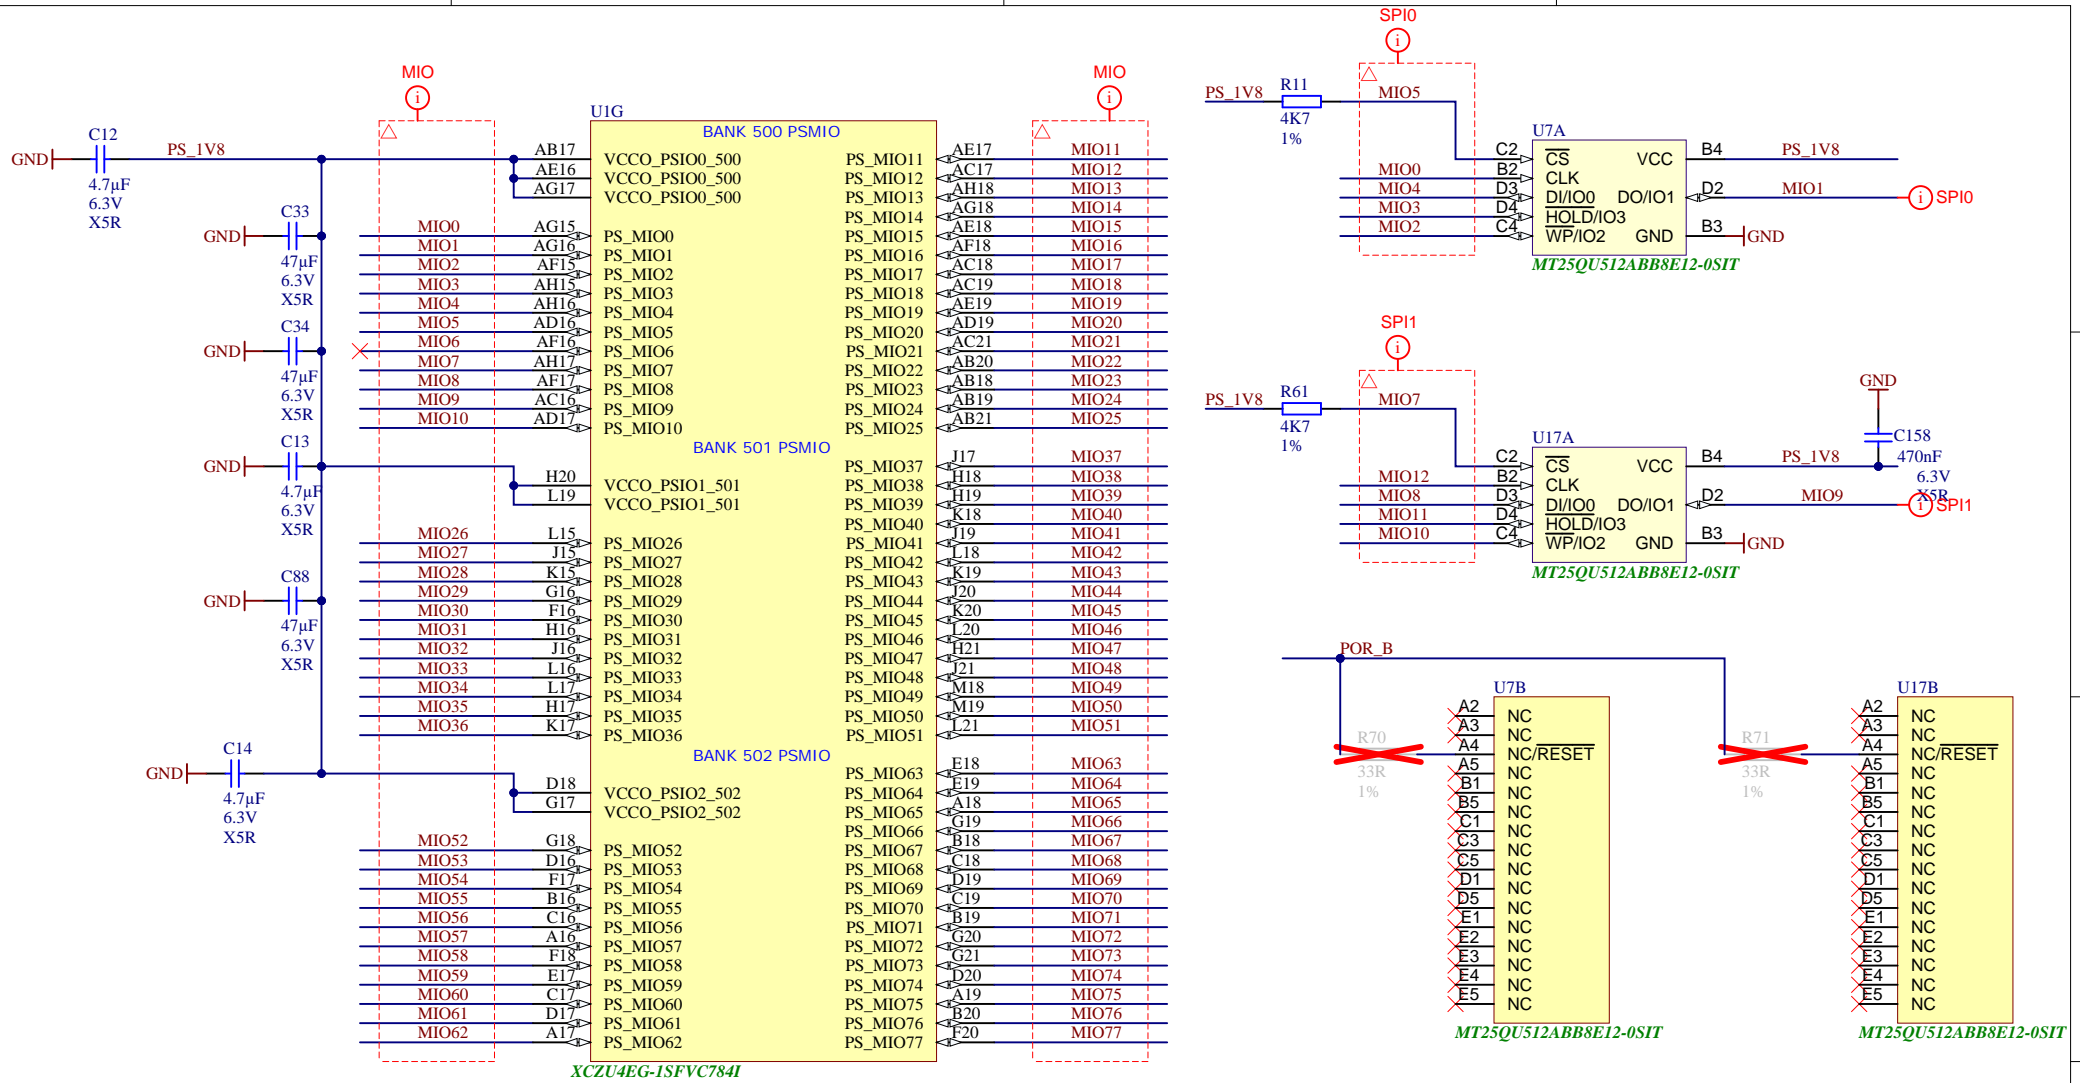 SPI0
i
MIO
i
MIO
i
C12
GND
4.7µF
6.3V
X5R
PS_1V8
C33
GND
47µF
6.3V
X5R
C34
GND
47µF
6.3V
X5R
C13
GND
4.7µF
6.3V
X5R
C88
GND
47µF
6.3V
X5R
C14
GND
4.7µF
6.3V
X5R
U1G
BANK 500 PSMIO
AB17 VCCO_PSIO0_500 PS_MIO11 AE17 MIO11
AE16 VCCO_PSIO0_500 PS_MIO12 AC17 MIO12
AG17 VCCO_PSIO0_500 PS_MIO13 AH18 MIO13
PS_MIO14 AG18 MIO14
MIO0 AG15 PS_MIO0 PS_MIO15 AE18 MIO15
MIO1 AG16 PS_MIO1 PS_MIO16 AF18 MIO16
MIO2 AF15 PS_MIO2 PS_MIO17 AC18 MIO17
MIO3 AH15 PS_MIO3 PS_MIO18 AC19 MIO18
MIO4 AH16 PS_MIO4 PS_MIO19 AE19 MIO19
MIO5 AD16 PS_MIO5 PS_MIO20 AD19 MIO20
MIO6 AF16 PS_MIO6 PS_MIO21 AC21 MIO21
MIO7 AH17 PS_MIO7 PS_MIO22 AB20 MIO22
MIO8 AF17 PS_MIO8 PS_MIO23 AB18 MIO23
MIO9 AC16 PS_MIO9 PS_MIO24 AB19 MIO24
MIO10 AD17 PS_MIO10 PS_MIO25 AB21 MIO25
BANK 501 PSMIO
PS_MIO37 J17 MIO37
H20 VCCO_PSIO1_501 PS_MIO38 H18 MIO38
L19 VCCO_PSIO1_501 PS_MIO39 H19 MIO39
PS_MIO40 K18 MIO40
MIO26 L15 PS_MIO26 PS_MIO41 J19 MIO41
MIO27 J15 PS_MIO27 PS_MIO42 L18 MIO42
MIO28 K15 PS_MIO28 PS_MIO43 K19 MIO43
MIO29 G16 PS_MIO29 PS_MIO44 J20 MIO44
MIO30 F16 PS_MIO30 PS_MIO45 K20 MIO45
MIO31 H16 PS_MIO31 PS_MIO46 L20 MIO46
MIO32 J16 PS_MIO32 PS_MIO47 H21 MIO47
MIO33 L16 PS_MIO33 PS_MIO48 J21 MIO48
MIO34 L17 PS_MIO34 PS_MIO49 M18 MIO49
MIO35 H17 PS_MIO35 PS_MIO50 M19 MIO50
MIO36 K17 PS_MIO36 PS_MIO51 L21 MIO51
BANK 502 PSMIO
PS_MIO63 E18 MIO63
D18 VCCO_PSIO2_502 PS_MIO64 E19 MIO64
G17 VCCO_PSIO2_502 PS_MIO65 A18 MIO65
PS_MIO66 G19 MIO66
MIO52 G18 PS_MIO52 PS_MIO67 B18 MIO67
MIO53 D16 PS_MIO53 PS_MIO68 C18 MIO68
MIO54 F17 PS_MIO54 PS_MIO69 D19 MIO69
MIO55 B16 PS_MIO55 PS_MIO70 C19 MIO70
MIO56 C16 PS_MIO56 PS_MIO71 B19 MIO71
MIO57 A16 PS_MIO57 PS_MIO72 G20 MIO72
MIO58 F18 PS_MIO58 PS_MIO73 G21 MIO73
MIO59 E17 PS_MIO59 PS_MIO74 D20 MIO74
MIO60 C17 PS_MIO60 PS_MIO75 A19 MIO75
MIO61 D17 PS_MIO61 PS_MIO76 B20 MIO76
MIO62 A17 PS_MIO62 PS_MIO77 F20 MIO77
XCZU4EG-1SFVC784I
PS_1V8 R11 MIO5
4K7
1%
U7A
C2 CS VCC B4 PS_1V8
MIO0 B2 CLK
MIO4 D3 DI/IO0 DO/IO1 D2 MIO1 i SPI0
MIO3 D4 HOLD/IO3
MIO2 C4 WP/IO2 GND B3 GND
MT25QU512ABB8E12-0SIT
SPI1
i
PS_1V8 R61 MIO7
4K7
1%
GND
C158
470nF
6.3V
X5R
U17A
C2 CS VCC B4 PS_1V8
MIO12 B2 CLK
MIO8 D3 DI/IO0 DO/IO1 D2 MIO9 i SPI1
MIO11 D4 HOLD/IO3
MIO10 C4 WP/IO2 GND B3 GND
MT25QU512ABB8E12-0SIT
POR_B
R70
33R
1%
U7B
A2 NC
A3 NC
A4 NC/RESET
A5 NC
B1 NC
B5 NC
C1 NC
C3 NC
C5 NC
D1 NC
D5 NC
E1 NC
E2 NC
E3 NC
E4 NC
E5 NC
MT25QU512ABB8E12-0SIT
R71
33R
1%
U17B
A2 NC
A3 NC
A4 NC/RESET
A5 NC
B1 NC
B5 NC
C1 NC
C3 NC
C5 NC
D1 NC
D5 NC
E1 NC
E2 NC
E3 NC
E4 NC
E5 NC
MT25QU512ABB8E12-0SIT